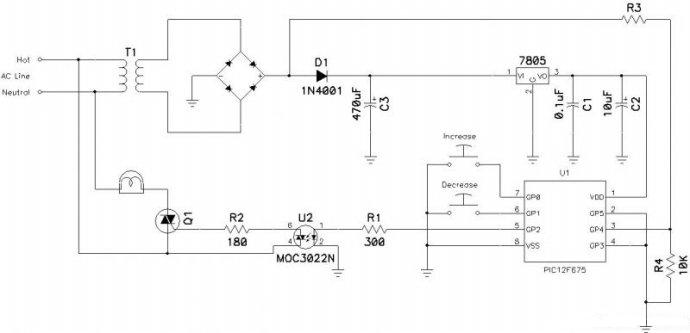 R3
T1
Hot
AC Line
Neutral
D1
1N4001
470uF
C3
7805
1
VI
VO
3
G
2
0.1uF
C1
10uF
C2
Increase
Decrease
U1
7
GP0
VDD
1
6
GP1
GP5
2
5
GP2
GP4
3
8
VSS
GP3
4
PIC12F675
Q1
R2
180
U2
6
1
4
2
MOC3022N
R1
300
R4
10K